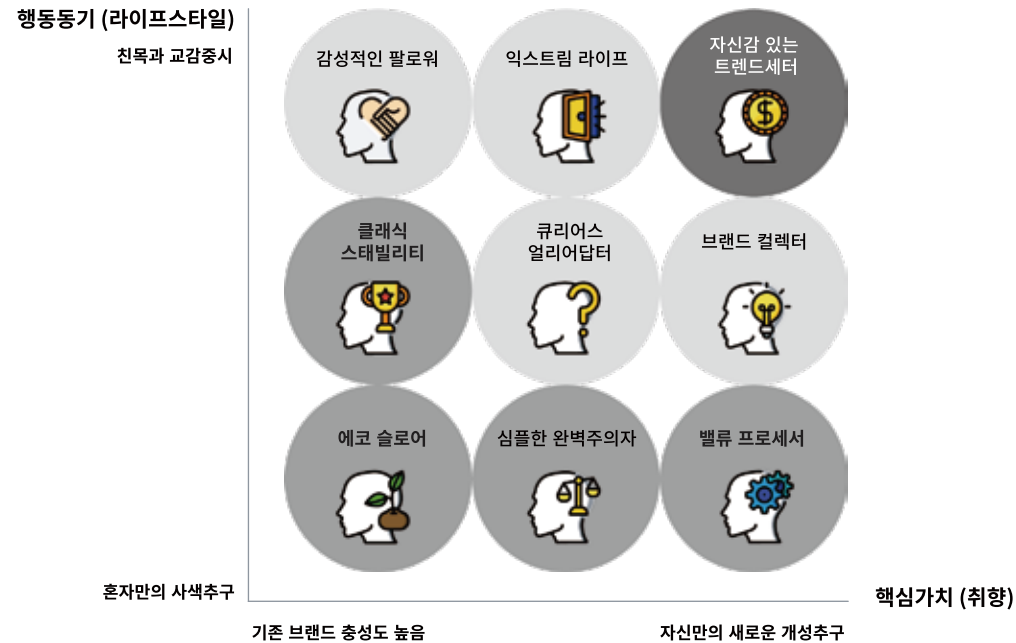 행동동기 (라이프스타일)
친목과 교감중시
감성적인 팔로워
익스트림 라이프
자신감 있는
트렌드세터
$
클래식
스태빌리티
큐리어스
얼리어답터
브랜드 컬렉터
?
에코 슬로어
심플한 완벽주의자
밸류 프로세서
혼자만의 사색추구
핵심가치 (취향)
기존 브랜드 충성도 높음
자신만의 새로운 개성추구